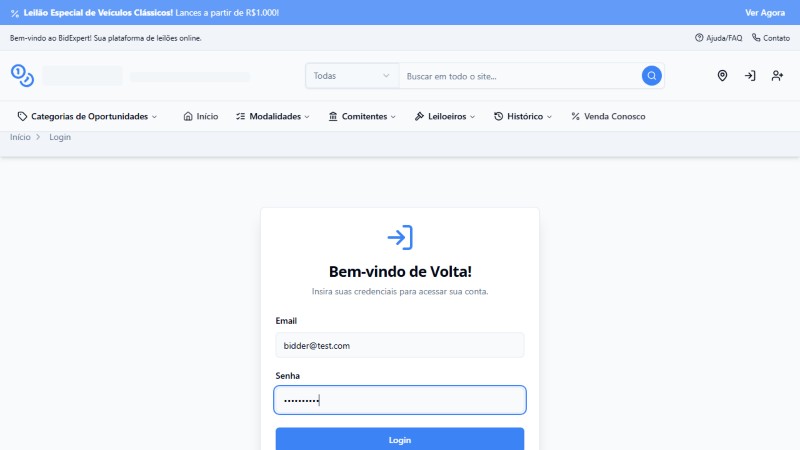 Leilão Especial de Veículos Clássicos! Lances a partir de R$1.000!
Ver Agora
Bem-vindo ao BidExpert! Sua plataforma de leilões online.
Ajuda/FAQ
Contato
Todas
Buscar em todo o site...
Categorias de Oportunidades
Início
Modalidades
Comitentes
Leiloeiros
Histórico
Venda Conosco
Início
Login
Bem-vindo de Volta!
Insira suas credenciais para acessar sua conta.
Email
bidder@test.com
Senha
••••••••••
Login